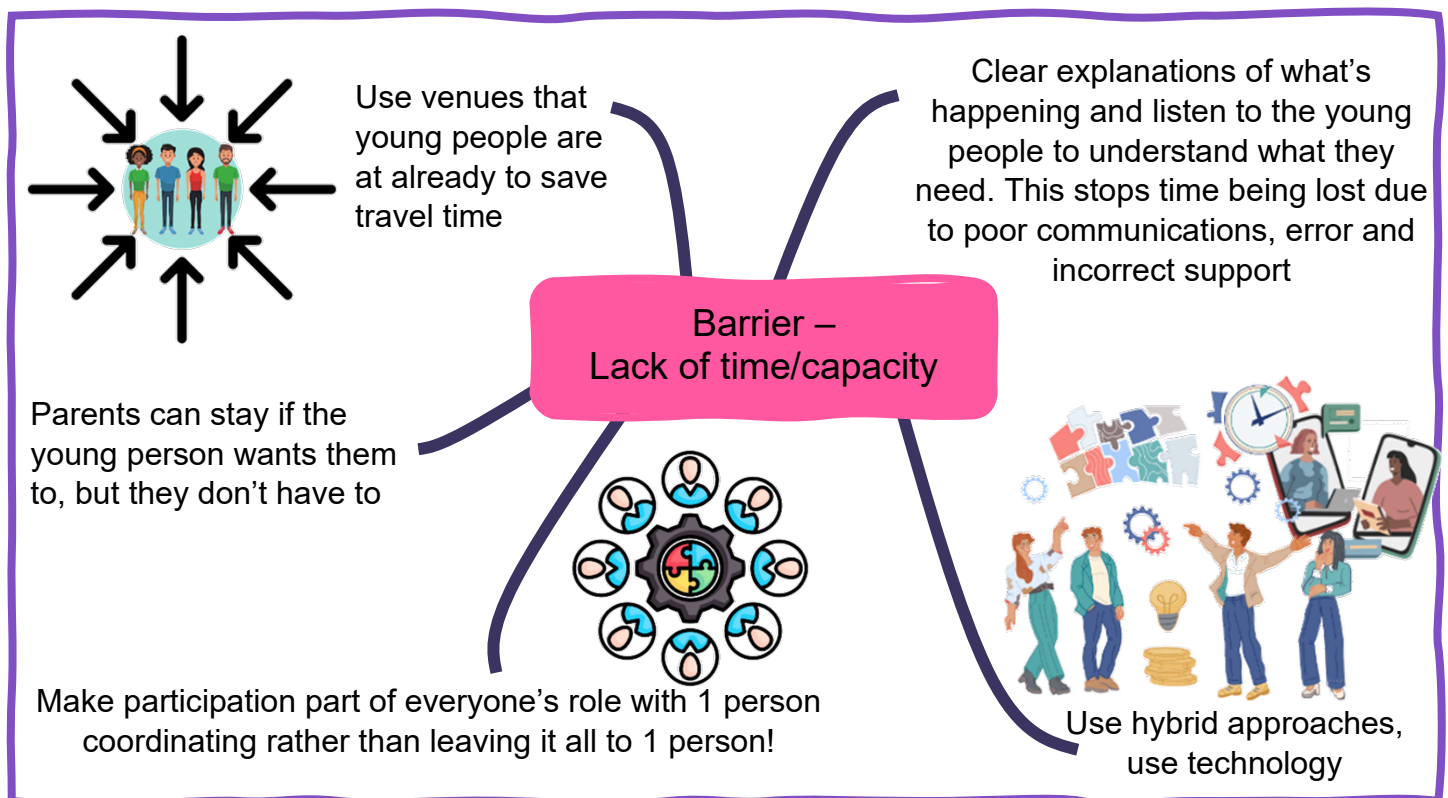 Use venues that
young people are
at already to save
travel time
Clear explanations of what’s
happening and listen to the young
people to understand what they
need. This stops time being lost due
to poor communications, error and
incorrect support
Barrier –
Lack of time/capacity
Parents can stay if the
young person wants them
to, but they don’t have to
Make participation part of everyone’s role with 1 person
coordinating rather than leaving it all to 1 person!
Use hybrid approaches,
use technology